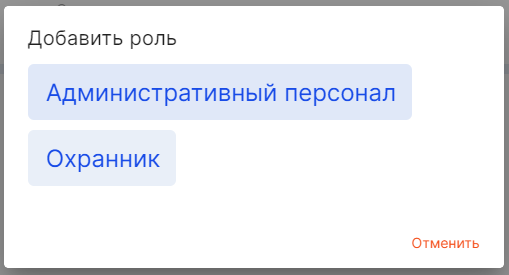 Добавить роль
Административный персонал
Охранник
Отменить